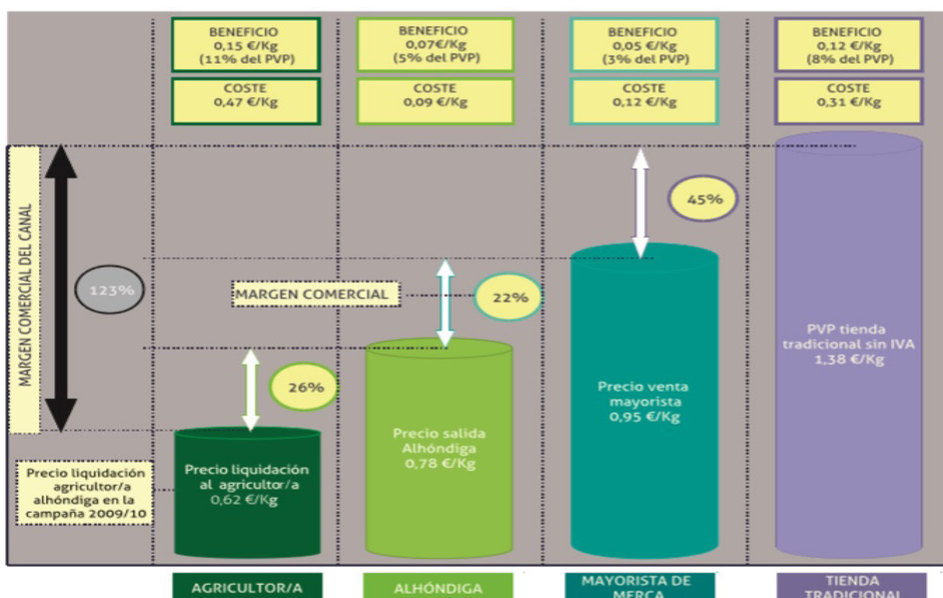 BENEFICIO
0,15 €/Kg
(11% del PVP)
BENEFICIO
0,07€/Kg
(5% del PVP)
BENEFICIO
0,05 €/Kg
(3% del PVP)
BENEFICIO
0,12 €/Kg
(8% del PVP)
COSTE
0,47 €/Kg
COSTE
0,09 €/Kg
COSTE
0,12 €/Kg
COSTE
0,31 €/Kg
MARGEN COMERCIAL DEL CANAL
123%
MARGEN COMERCIAL
26%
22%
45%
Precio liquidación
agricultor/a
alhóndiga en la
campaña 2009/10
Precio liquidación
al agricultor/a
0,62 €/Kg
Precio salida
Alhóndiga
0,78 €/Kg
Precio venta
mayorista
0,95 €/Kg
PVP tienda
tradicional sin IVA
1,38 €/Kg
AGRICULTOR/A
ALHÓNDIGA
MAYORISTA DE
MERCA
TIENDA
TRADICIONAL